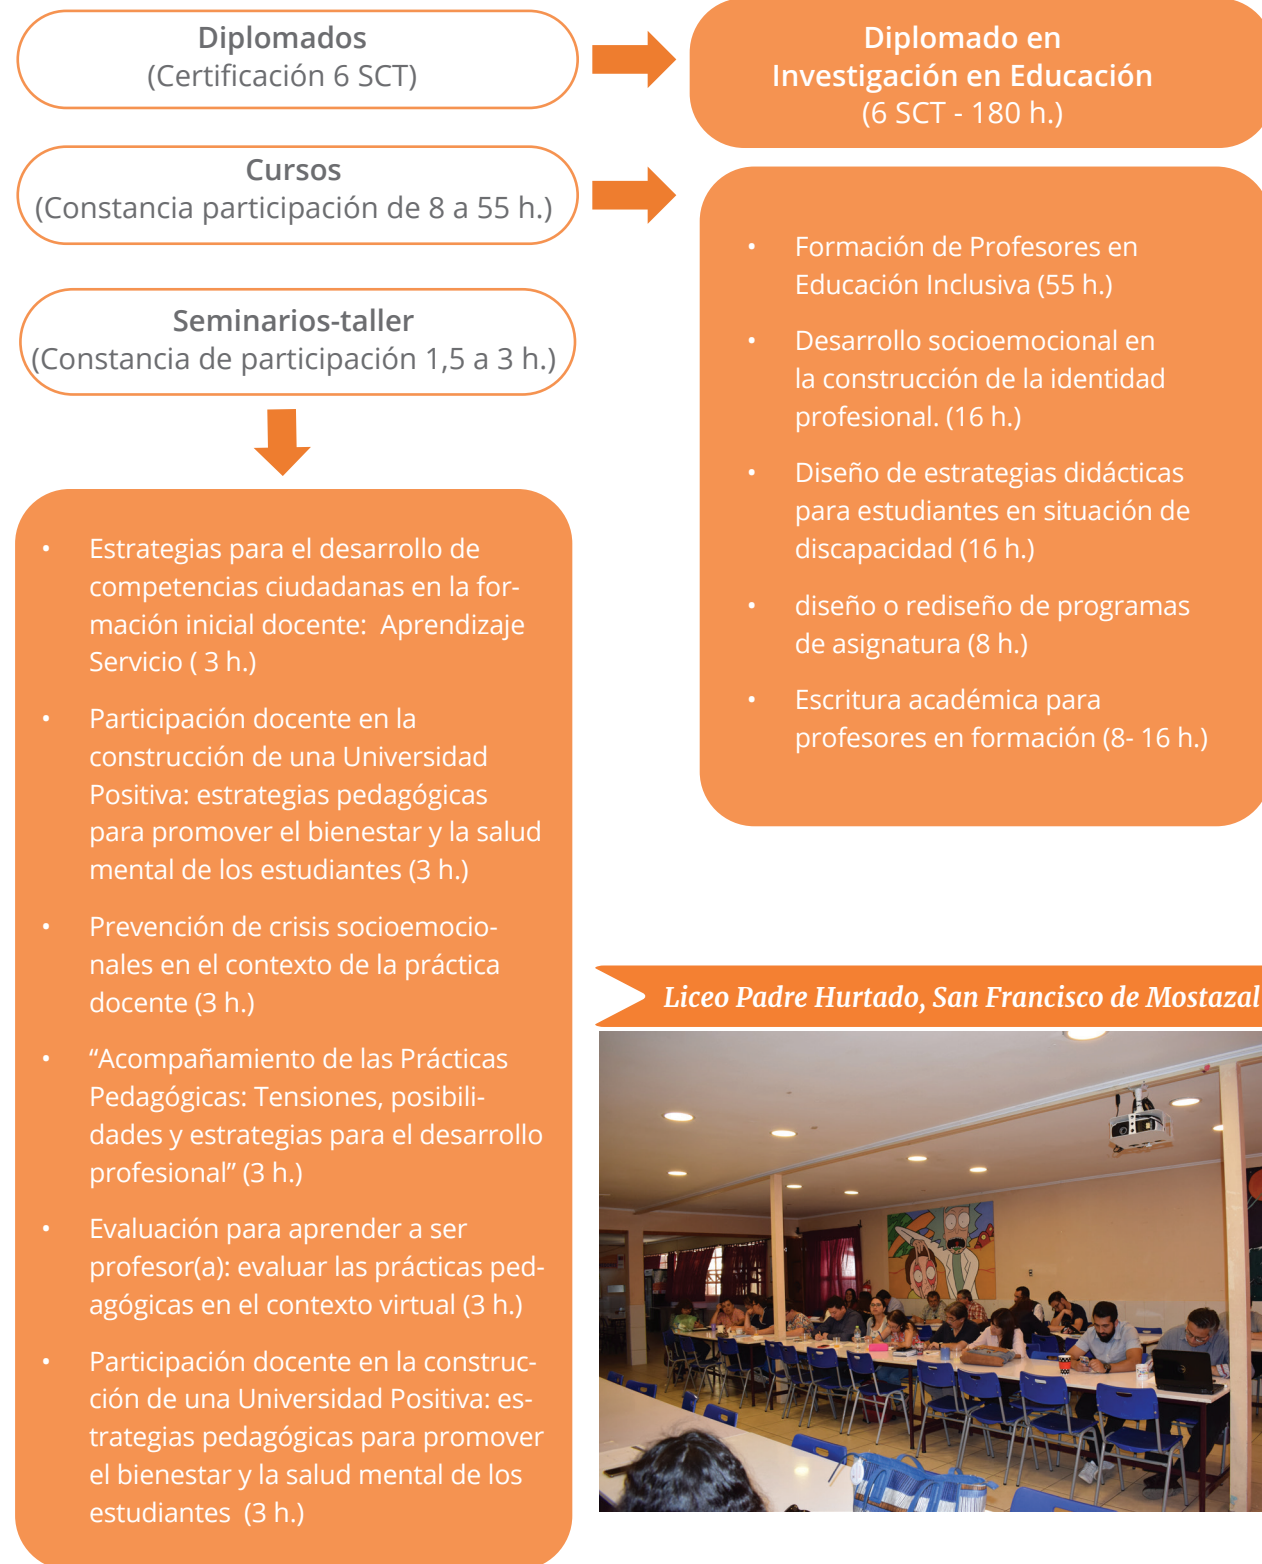 Diplomados
(Certificación 6 SCT)
Diplomado en
Investigación en Educación
(6 SCT - 180 h.)
Cursos
(Constancia participación de 8 a 55 h.)
• Formación de Profesores en
Educación Inclusiva (55 h.)
• Desarrollo socioemocional en
la construcción de la identidad
profesional. (16 h.)
• Diseño de estrategias didácticas
para estudiantes en situación de
discapacidad (16 h.)
• diseño o rediseño de programas
de asignatura (8 h.)
• Escritura académica para
profesores en formación (8- 16 h.)
Seminarios-taller
(Constancia de participación 1,5 a 3 h.)
• Estrategias para el desarrollo de
competencias ciudadanas en la for-
mación inicial docente:  Aprendizaje
Servicio ( 3 h.)
• Participación docente en la
construcción de una Universidad
Positiva: estrategias pedagógicas
para promover el bienestar y la salud
mental de los estudiantes (3 h.)
• Prevención de crisis socioemocio-
nales en el contexto de la práctica
docente (3 h.)
• “Acompañamiento de las Prácticas
Pedagógicas: Tensiones, posibili-
dades y estrategias para el desarrollo
profesional” (3 h.)
• Evaluación para aprender a ser
profesor(a): evaluar las prácticas ped-
agógicas en el contexto virtual (3 h.)
• Participación docente en la construc-
ción de una Universidad Positiva: es-
trategias pedagógicas para promover
el bienestar y la salud mental de los
estudiantes  (3 h.)
Liceo Padre Hurtado, San Francisco de Mostazal